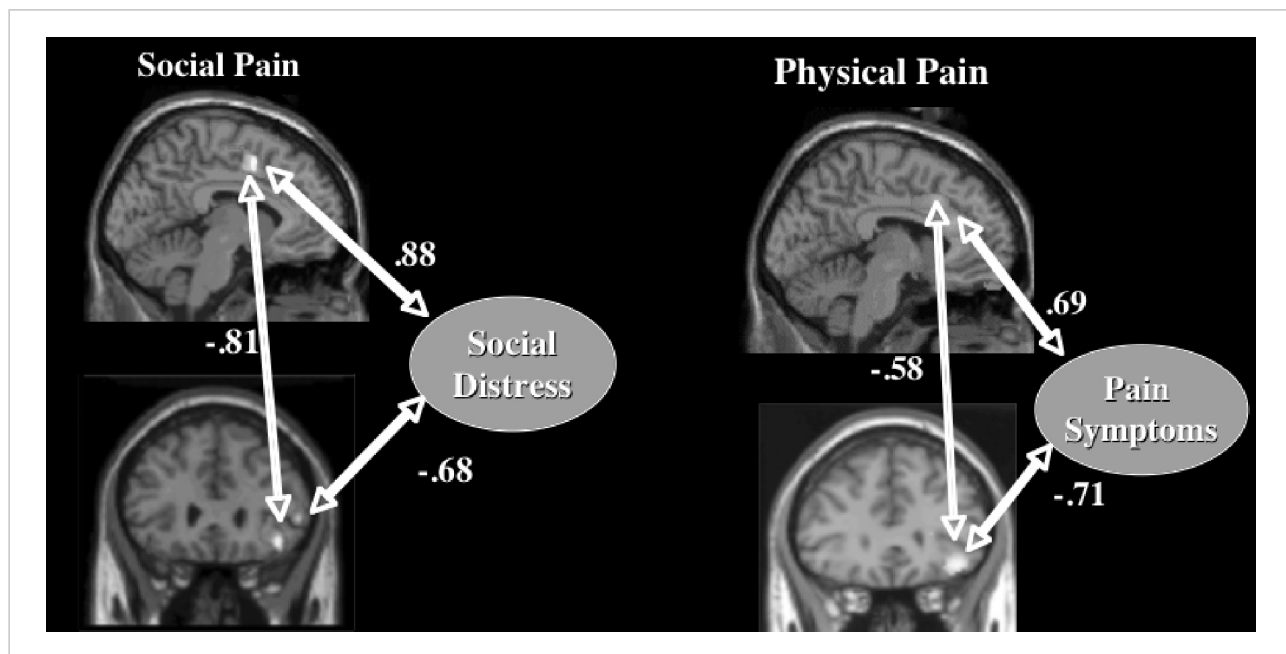 Social Pain
.88
-.81
Social
Distress
-.68
Physical Pain
.69
-.58
Pain
Symptoms
-.71